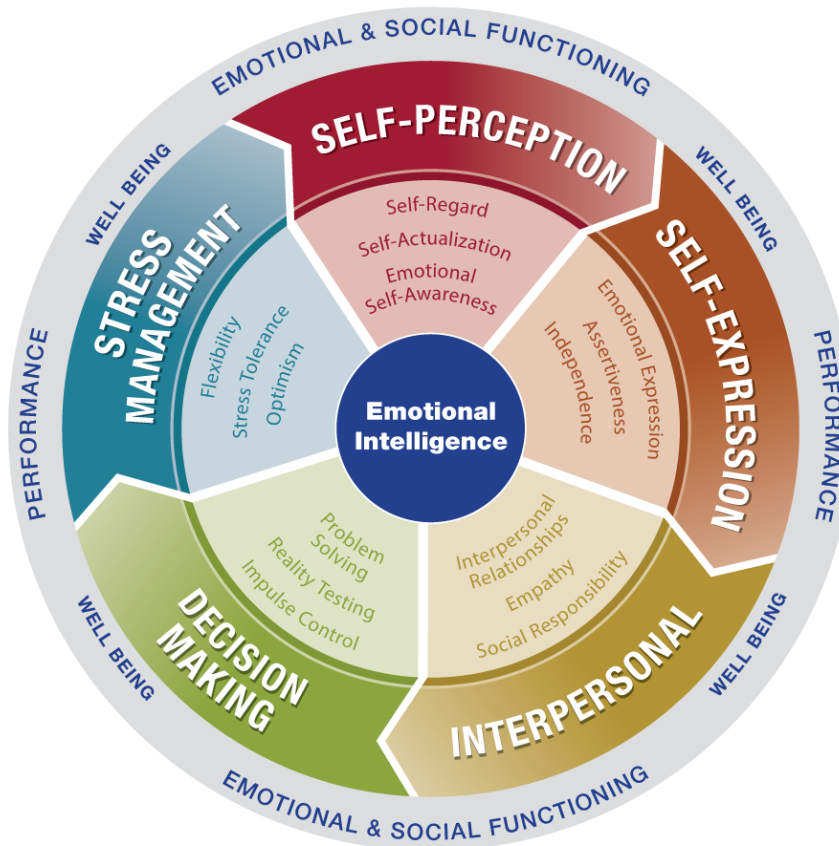 EMOTIONAL & SOCIAL FUNCTIONING
WELL BEING
WELL BEING
PERFORMANCE
PERFORMANCE
SELF-PERCEPTION
Self-Regard
Self-Actualization
Emotional
Self-Awareness
SELF-EXPRESSION
Emotional Expression
Assertiveness
Independence
STRESS
MANAGEMENT
Flexibility
Stress Tolerance
Optimism
Emotional
Intelligence
Interpersonal
Relationships
Empathy
Social Responsibility
INTERPERSONAL
Problem
Solving
Reality Testing
Impulse Control
DECISION
MAKING
WELL BEING
WELL BEING
EMOTIONAL & SOCIAL FUNCTIONING